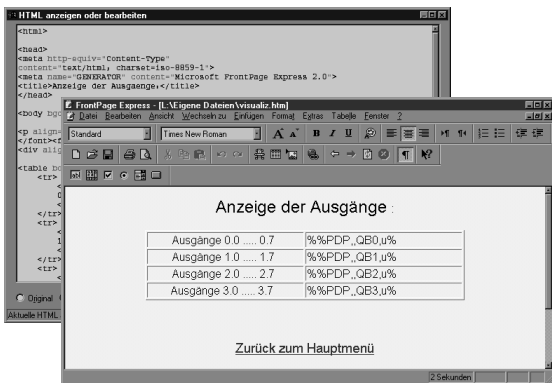 HTML anzeigen oder bearbeiten
<html>
<head>
<meta http-equiv="Content-Type"
content="text/html; charset=iso-8859-1">
<meta name="GENERATOR" content="Microsoft FrontPage Express 2.0">
<title>Anzeige der Ausgaenge;</title>
</head>
<body
<p align=
</font><f
<div alig
<table bo
<tr>
</tr>
<tr>
</tr>
<tr>
Original
Aktuelle HTML
FrontPage Express - [L:\Eigene Dateien\visualiz.htm]
Datei Bearbeiten Ansicht Wechseln zu Einfügen Format Extras Tabelle Fenster ?
Standard Times New Roman
Anzeige der Ausgänge :
Ausgänge 0.0 ..... 0.7 %%PDP,,QB0,u%
Ausgänge 1.0 ..... 1.7 %%PDP,,QB1,u%
Ausgänge 2.0 ..... 2.7 %%PDP,,QB2,u%
Ausgänge 3.0 ..... 3.7 %%PDP,,QB3,u%
Zurück zum Hauptmenü
2 Sekunden